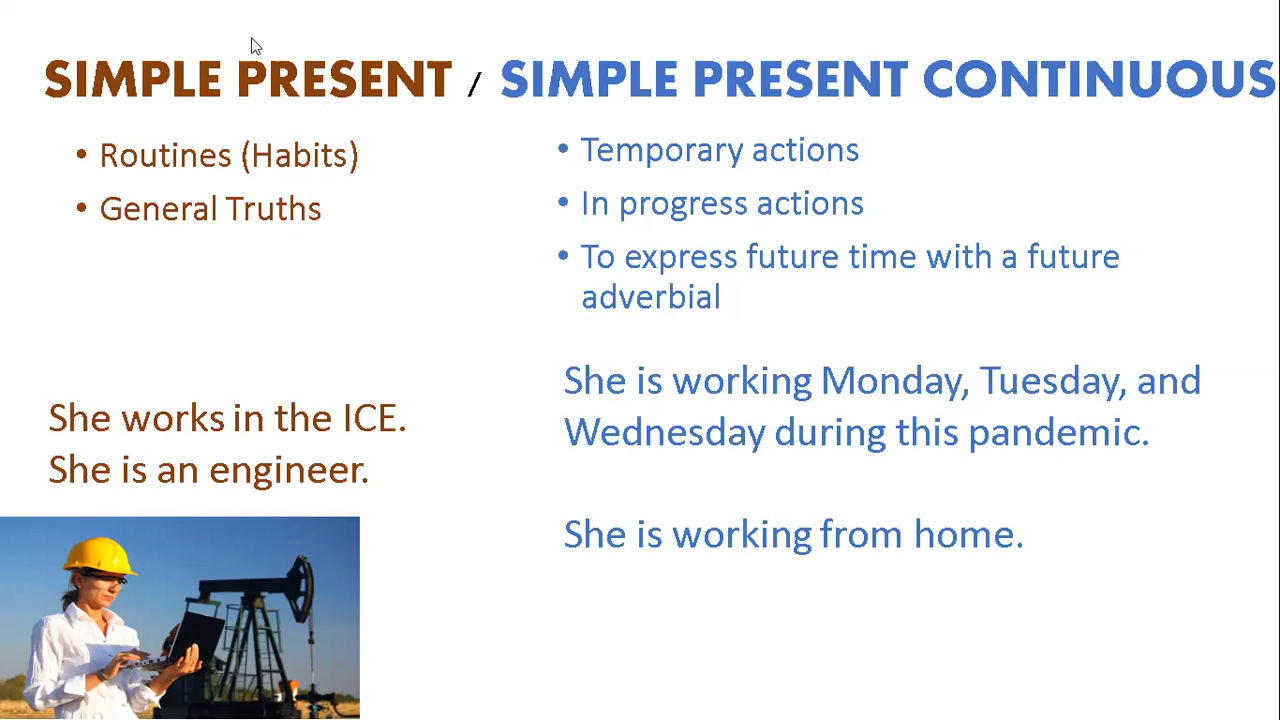 SIMPLE PRESENT / SIMPLE PRESENT CONTINUOUS
• Routines (Habits)
• General Truths
• Temporary actions
• In progress actions
• To express future time with a future
adverbial
She works in the ICE.
She is an engineer.
She is working Monday, Tuesday, and
Wednesday during this pandemic.
She is working from home.